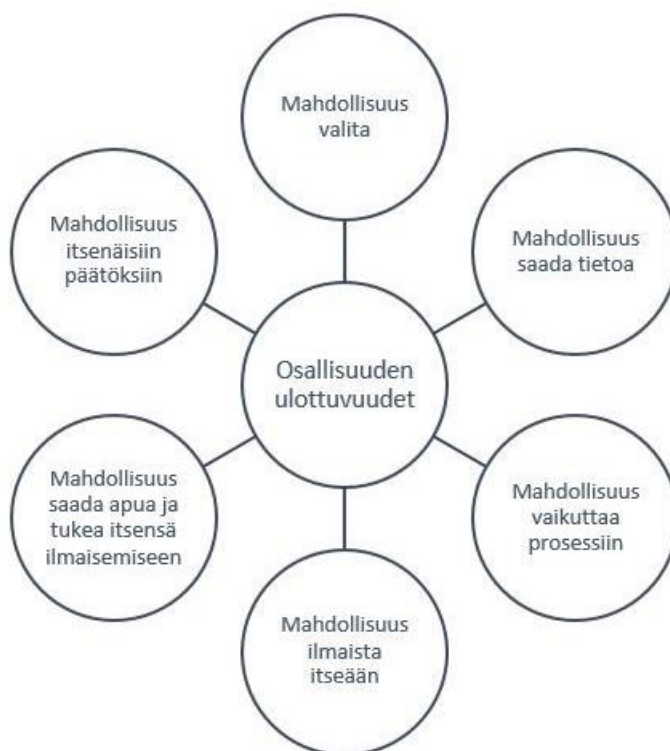 Mahdollisuus
valita
Mahdollisuus
saada tietoa
Mahdollisuus
vaikuttaa
prosessiin
Mahdollisuus
ilmaista
itseään
Mahdollisuus
saada apua ja
tukea itsensä
ilmaisemiseen
Mahdollisuus
itsenäisiin
päätöksiin
Osallisuuden
ulottuvuudet